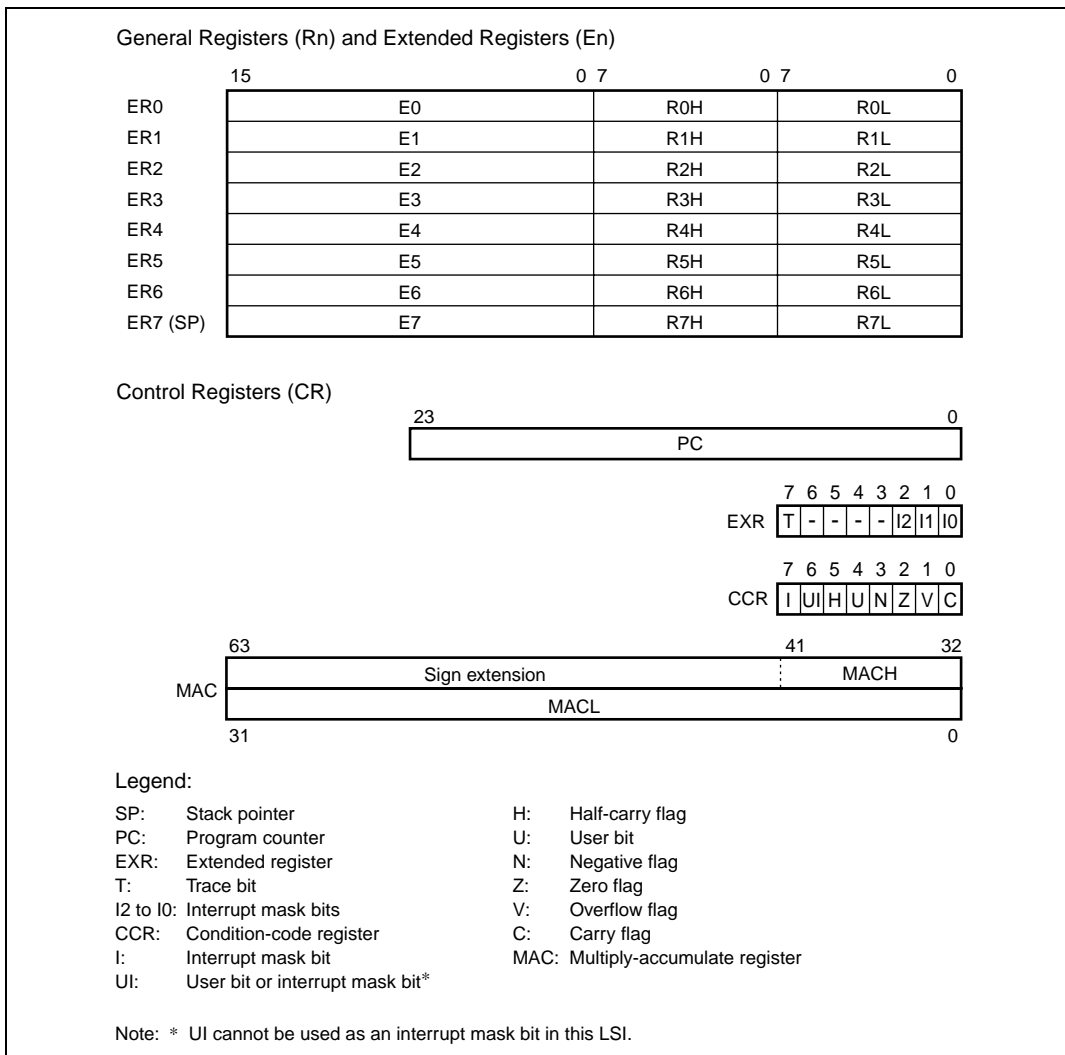 General Registers (Rn) and Extended Registers (En)
15 0 7 0 7 0
ER0 E0 R0H R0L
ER1 E1 R1H R1L
ER2 E2 R2H R2L
ER3 E3 R3H R3L
ER4 E4 R4H R4L
ER5 E5 R5H R5L
ER6 E6 R6H R6L
ER7 (SP) E7 R7H R7L
Control Registers (CR)
23 0
PC
7 6 5 4 3 2 1 0
EXR T - - - - I2 I1 I0
7 6 5 4 3 2 1 0
CCR I UI H U N Z V C
63 41 32
Sign extension MACH
MAC
MACL
31 0
Legend:
SP: Stack pointer H: Half-carry flag
PC: Program counter U: User bit
EXR: Extended register N: Negative flag
T: Trace bit Z: Zero flag
I2 to I0: Interrupt mask bits V: Overflow flag
CCR: Condition-code register C: Carry flag
I: Interrupt mask bit MAC: Multiply-accumulate register
UI: User bit or interrupt mask bit*
Note: * UI cannot be used as an interrupt mask bit in this LSI.